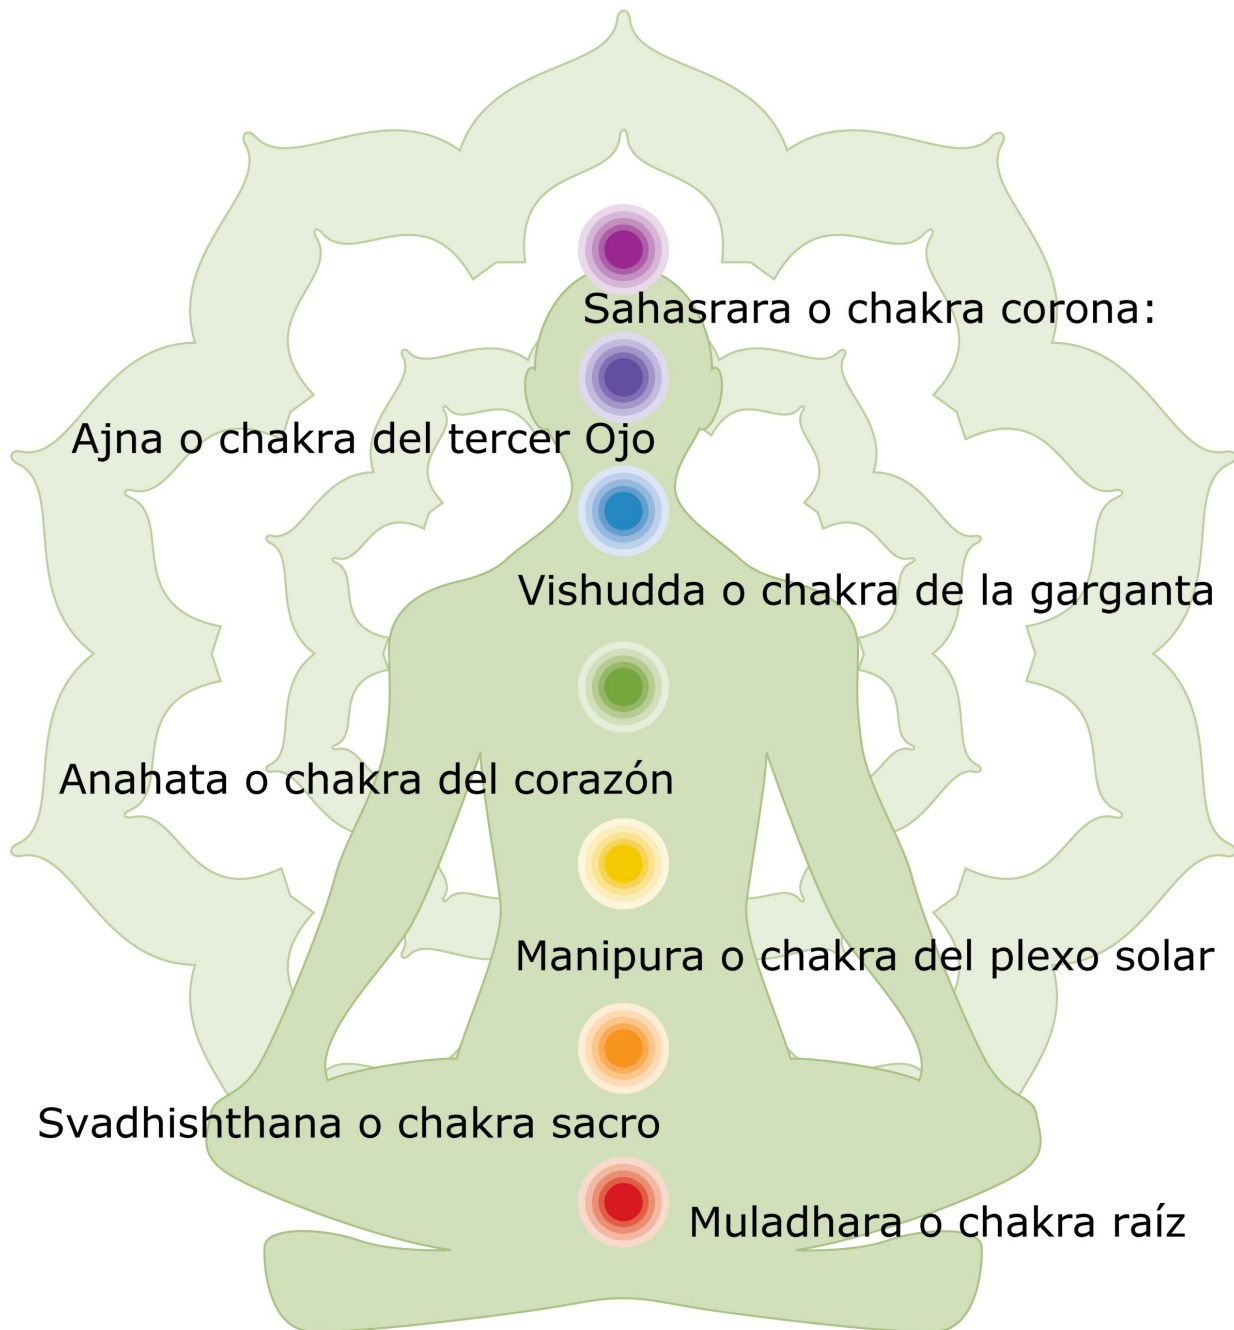 Sahasrara o chakra corona:
Ajna o chakra del tercer Ojo
Vishudda o chakra de la garganta
Anahata o chakra del corazón
Manipura o chakra del plexo solar
Svadhishthana o chakra sacro
Muladhara o chakra raíz